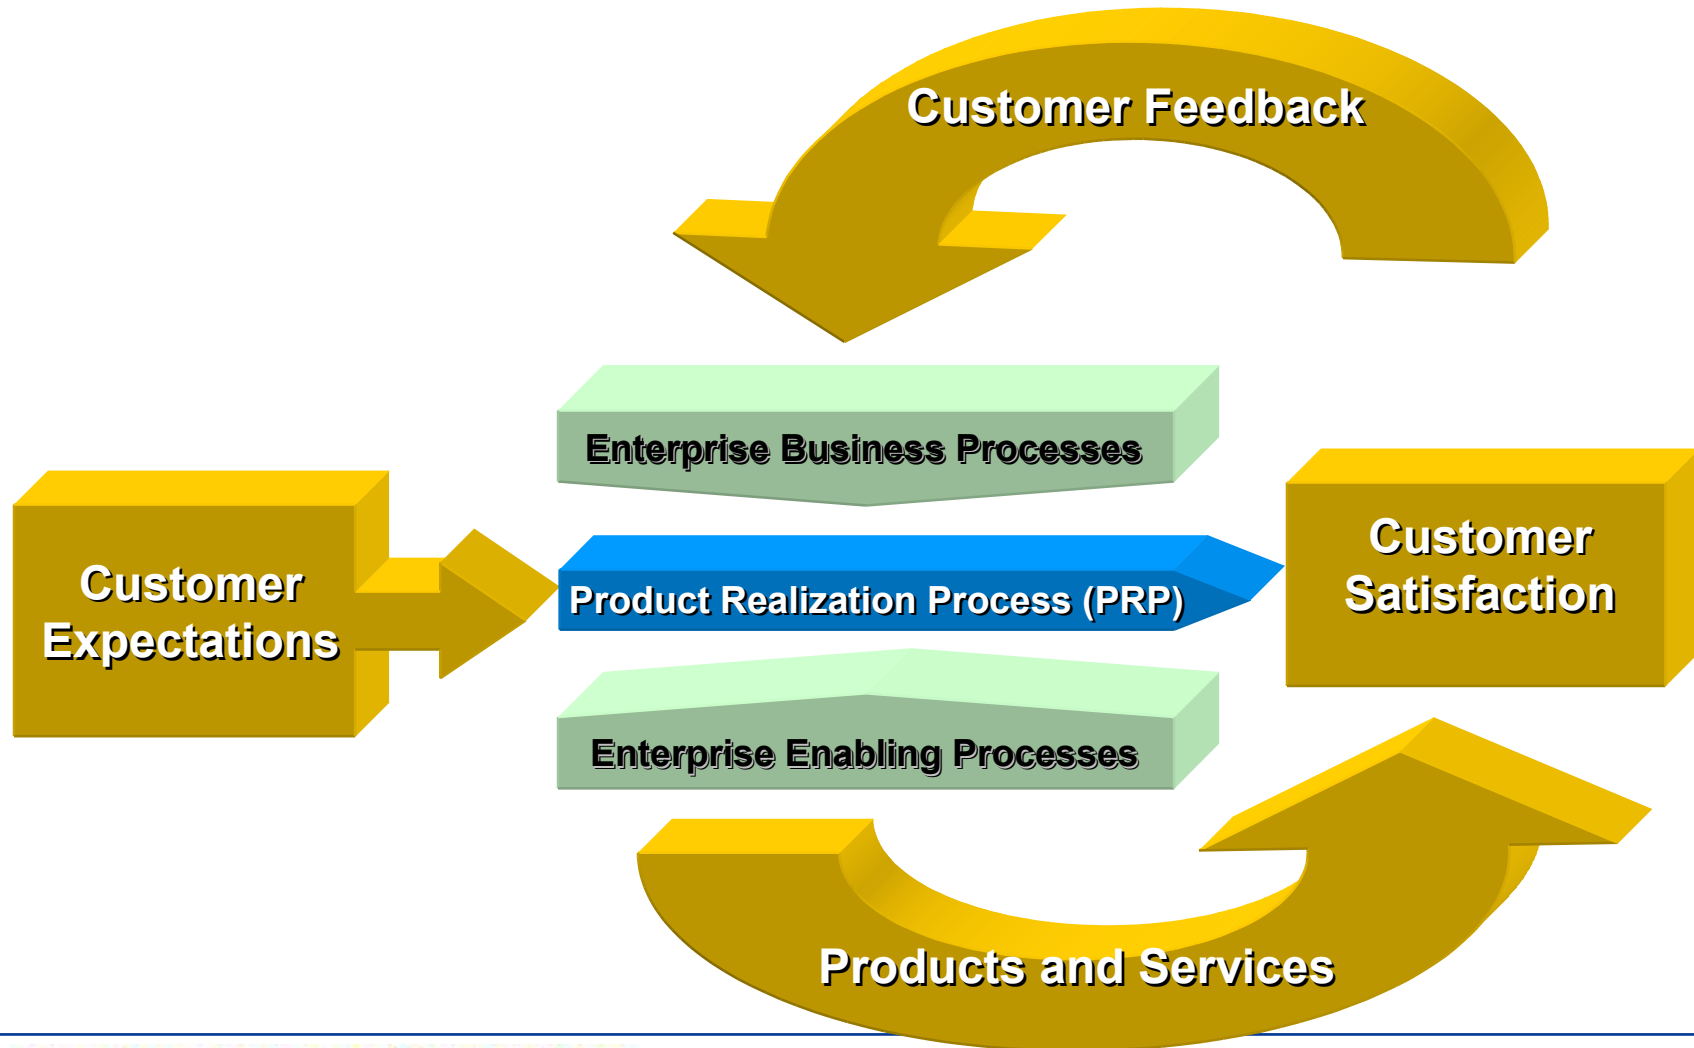 Customer Feedback
Enterprise Business Processes
Customer
Expectations
Product Realization Process (PRP)
Customer
Satisfaction
Enterprise Enabling Processes
Products and Services